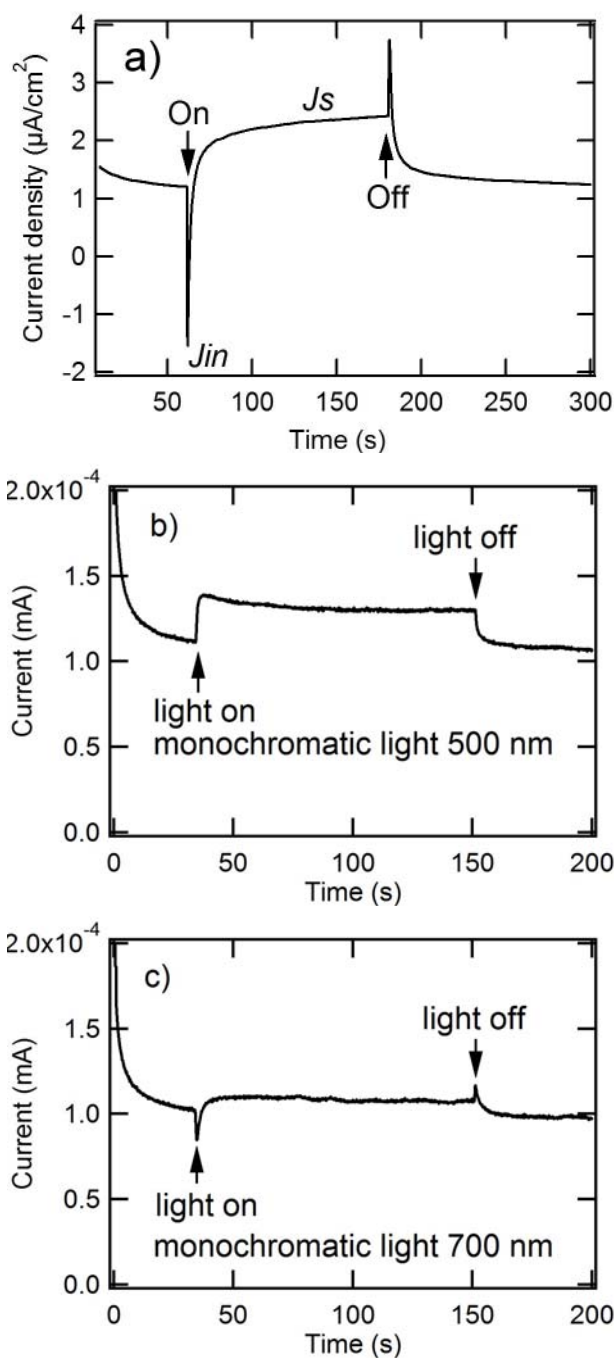 a)
4
3
2
1
0
-1
-2
Current density (µA/cm²)
On
Js
Off
Jin
50 100 150 200 250 300
Time (s)
b)
2.0x10⁻⁴
1.5
1.0
0.5
0.0
Current (mA)
light off
light on
monochromatic light 500 nm
0 50 100 150 200
Time (s)
c)
2.0x10⁻⁴
1.5
1.0
0.5
0.0
Current (mA)
light off
light on
monochromatic light 700 nm
0 50 100 150 200
Time (s)